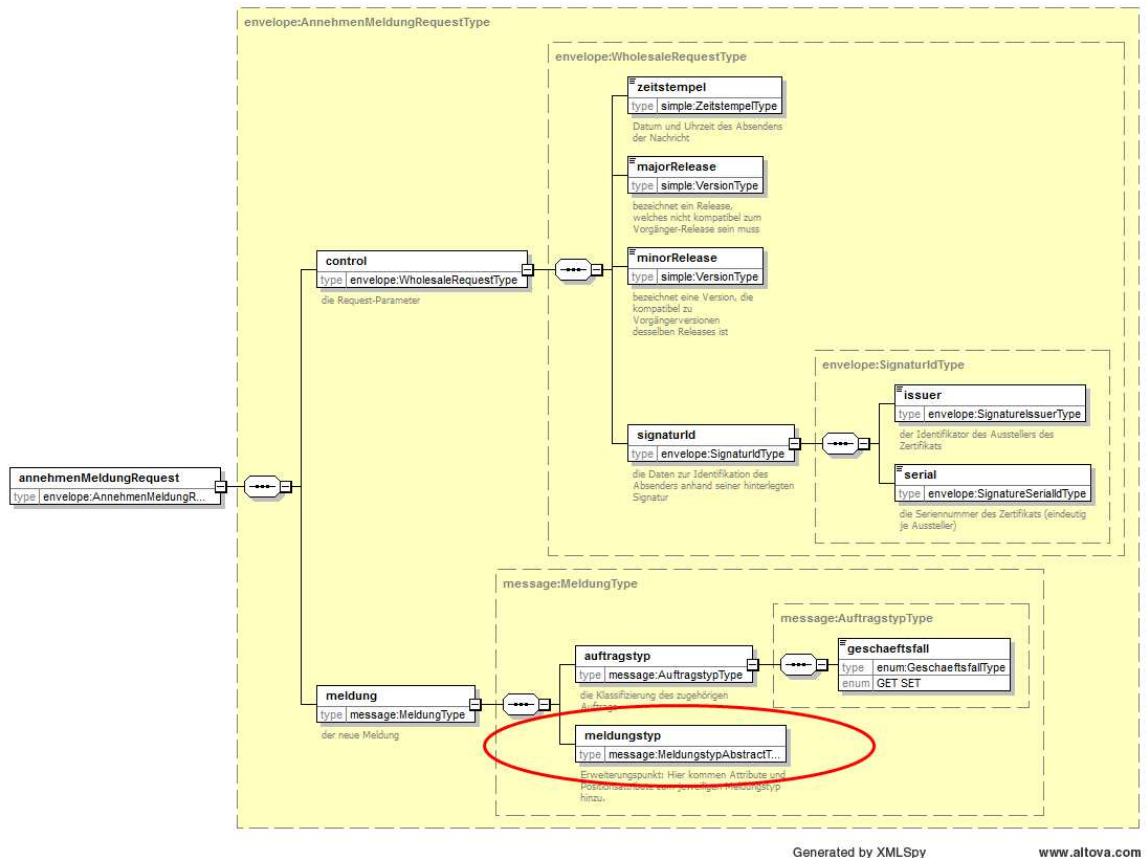 envelope:AnnehmenMeldungRequestType
envelope:WholesaleRequestType
zeitstempel
type simple:ZeitstempelType
Datum und Uhrzeit des Absendens
der Nachricht
majorRelease
type simple:VersionType
bezeichnet ein Release,
welches nicht kompatibel zum
Vorgänger-Release sein muss
control
type envelope:WholesaleRequestType
die Request-Parameter
minorRelease
type simple:VersionType
bezeichnet eine Version, die
kompatibel zu
Vorgängerversionen
desselben Releases ist
envelope:SignaturIdType
issuer
type envelope:SignatureIssuerType
der Identifikator des Ausstellers des
Zertifikats
signaturId
type envelope:SignaturIdType
die Daten zur Identifikation des
Absenders anhand seiner hinterlegten
Signatur
serial
type envelope:SignatureSerialIdType
die Seriennummer des Zertifikats (eindeutig
je Aussteller)
annehmenMeldungRequest
type envelope:AnnehmenMeldungR...
message:MeldungType
message:AuftragstypType
auftragstyp
type message:AuftragstypType
die Klassifizierung des zugehörigen
Auftrags
geschaeftsfall
type enum:GeschaeftsfallType
enum GET SET
meldung
type message:MeldungType
der neue Meldung
meldungstyp
type message:MeldungstypAbstractT...
Erweiterungspunkt: Hier kommen Attribute und
Positionsattribute zum jeweiligen Meldungstyp
hinzu.
Generated by XMLSpy
www.altova.com